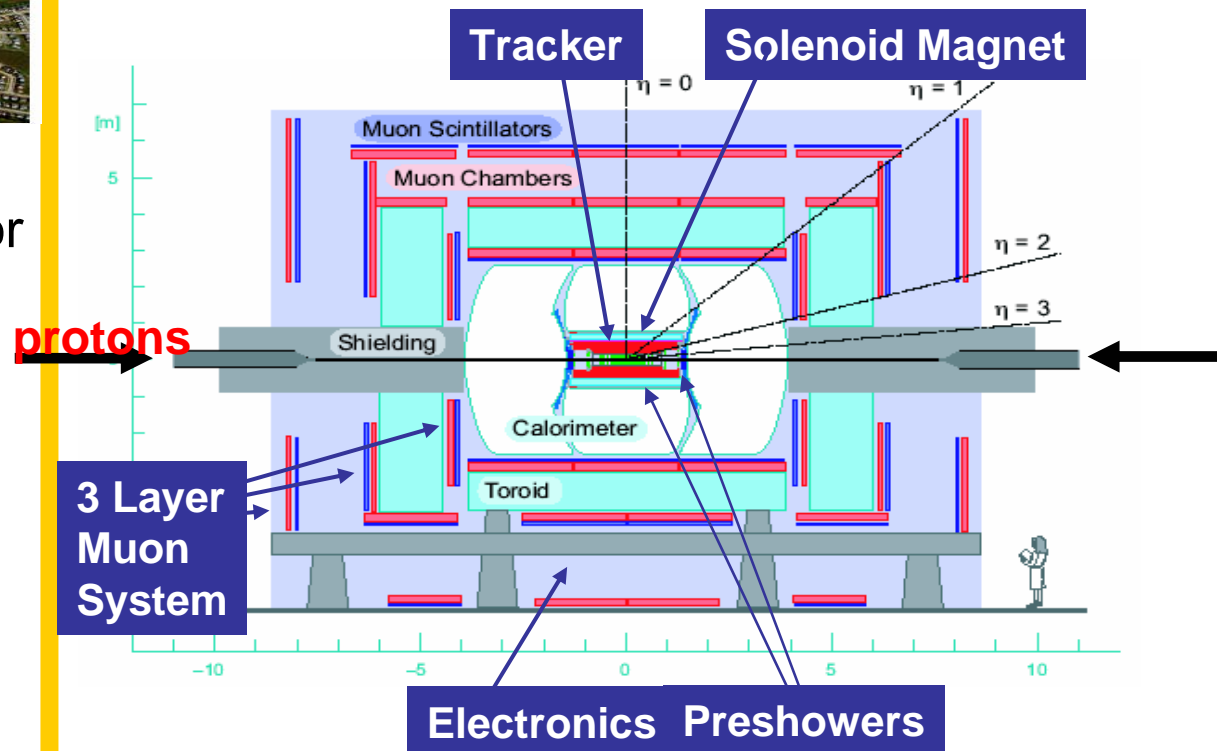 Tracker
Solenoid Magnet
η = 0
η = 1
[m]
Muon Scintillators
5
Muon Chambers
or
η = 2
η = 3
protons
Shielding
Calorimeter
3 Layer
Muon
System
Toroid
−10
−5
0
5
10
Electronics
Preshowers